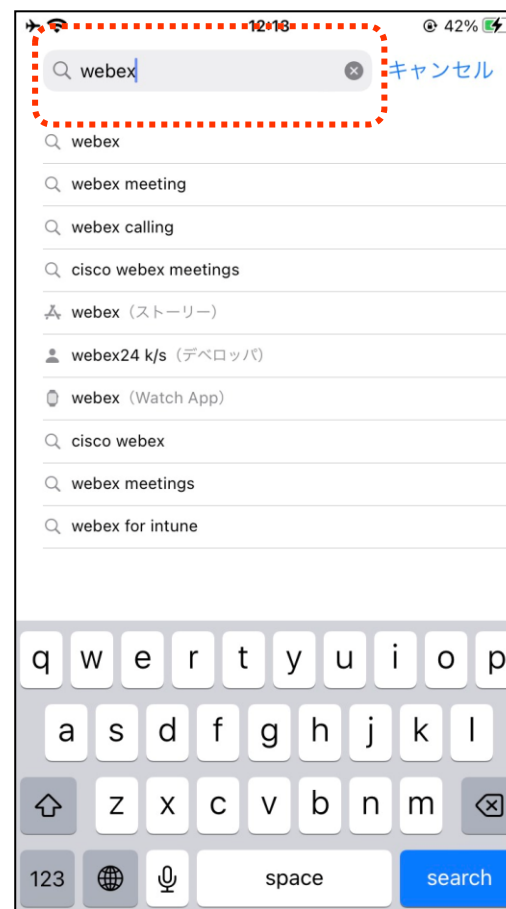 12:13 42%
webex キャンセル
webex
webex meeting
webex calling
cisco webex meetings
webex（ストーリー）
webex24 k/s（デベロッパ）
webex（Watch App）
cisco webex
webex meetings
webex for intune
q w e r t y u i o p
a s d f g h j k l
z x c v b n m
123 space search